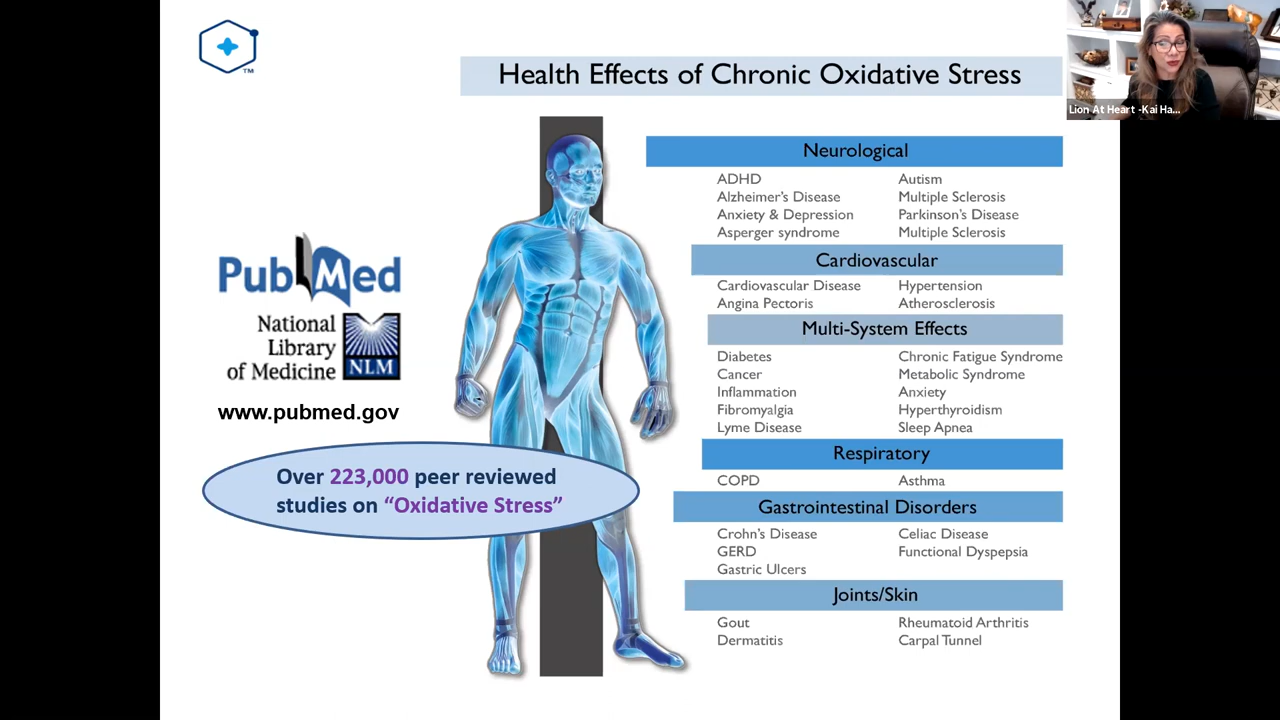 TM
Health Effects of Chronic Oxidative Stress
Lion At Heart -Kai Ha...
Neurological
ADHD
Autism
Alzheimer's Disease
Multiple Sclerosis
Anxiety & Depression
Parkinson's Disease
Asperger syndrome
Multiple Sclerosis
Cardiovascular
Cardiovascular Disease
Hypertension
Angina Pectoris
Atherosclerosis
Multi-System Effects
Diabetes
Chronic Fatigue Syndrome
Cancer
Metabolic Syndrome
Inflammation
Anxiety
Fibromyalgia
Hyperthyroidism
Lyme Disease
Sleep Apnea
Respiratory
COPD
Asthma
Gastrointestinal Disorders
Crohn's Disease
Celiac Disease
GERD
Functional Dyspepsia
Gastric Ulcers
Joints/Skin
Gout
Rheumatoid Arthritis
Dermatitis
Carpal Tunnel
PubMed
National
Library
of Medicine
NLM
www.pubmed.gov
Over 223,000 peer reviewed
studies on “Oxidative Stress”